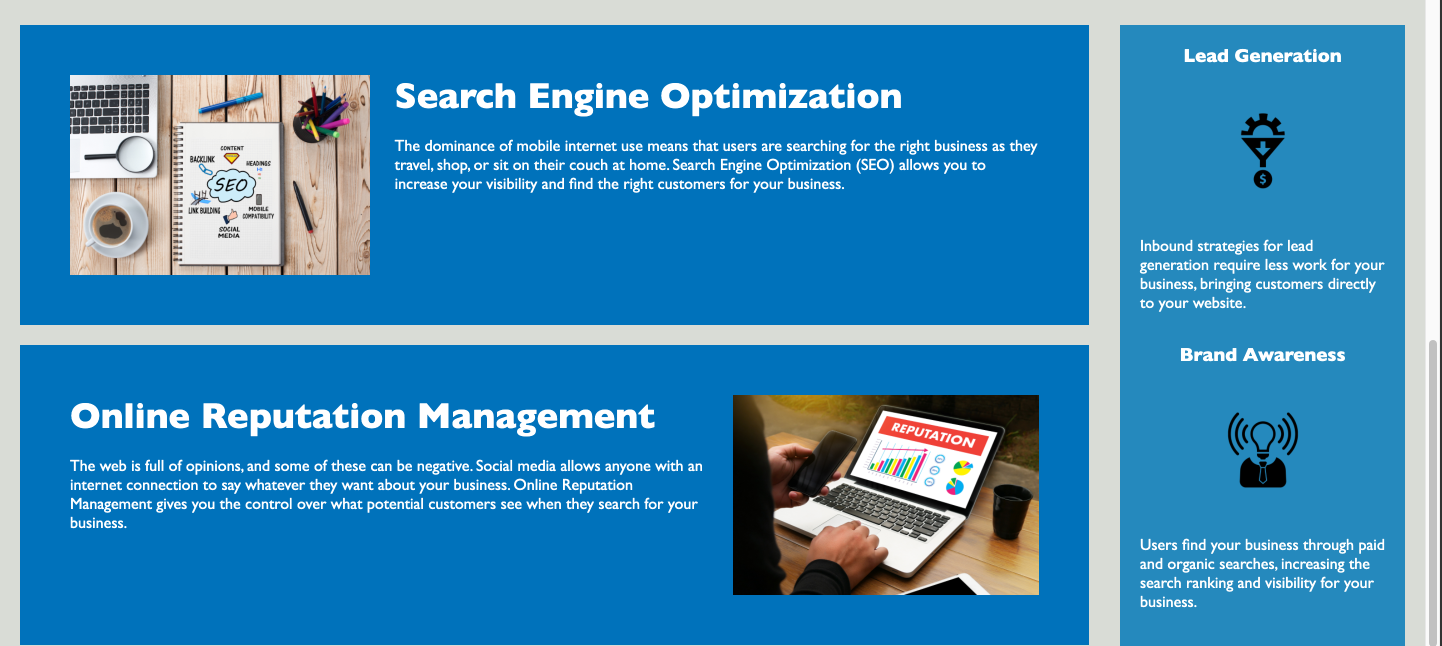 Search Engine Optimization
The dominance of mobile internet use means that users are searching for the right business as they
travel, shop, or sit on their couch at home. Search Engine Optimization (SEO) allows you to
increase your visibility and find the right customers for your business.
CONTENT
BACKLINK
HEADINGS
SEO
LINK BUILDING
MOBILE
COMPATIBILITY
SOCIAL
MEDIA
Online Reputation Management
The web is full of opinions, and some of these can be negative. Social media allows anyone with an
internet connection to say whatever they want about your business. Online Reputation
Management gives you the control over what potential customers see when they search for your
business.
REPUTATION
Lead Generation
$
Inbound strategies for lead
generation require less work for your
business, bringing customers directly
to your website.
Brand Awareness
Users find your business through paid
and organic searches, increasing the
search ranking and visibility for your
business.